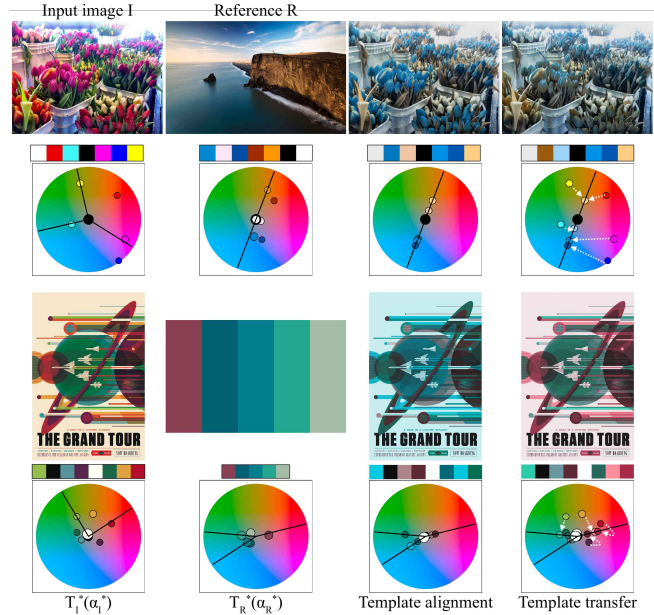 Input image I
Reference R
THE GRAND TOUR
THE GRAND TOUR
THE GRAND TOUR
T_I^*(α_I^*)
T_R^*(α_R^*)
Template alignment
Template transfer